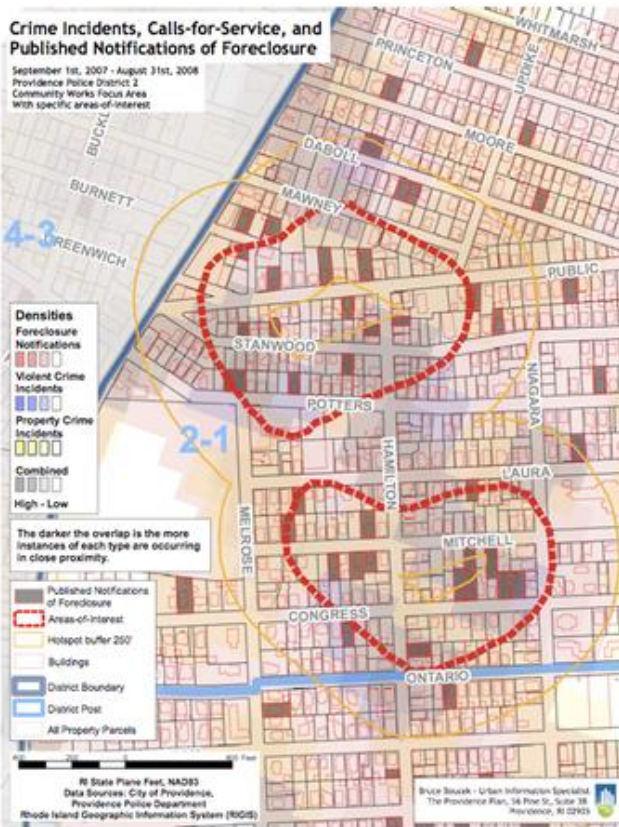 Crime Incidents, Calls-for-Service, and
Published Notifications of Foreclosure
September 1st, 2007 - August 31st, 2008
Providence Police District 2
Community Works Focus Area
With specific areas-of-interest
WHITMARSH
PRINCETON
UPDIKE
MOORE
BUCKL
DABOLL
BURNETT
MAWNEY
4-3
REENWICH
PUBLIC
STANWOOD
POTTERS
NIAGARA
2-1
HAMILTON
LAURA
MELROSE
MITCHELL
CONGRESS
ONTARIO
Densities
Foreclosure
Notifications
Violent Crime
Incidents
Property Crime
Incidents
Combined
High - Low
The darker the overlap is the more
instances of each type are occurring
in close proximity.
Published Notifications
of Foreclosure
Areas-of-Interest
Hotspot buffer 250'
Buildings
District Boundary
District Post
All Property Parcels
Feet
RI State Plane Feet, NAD83
Data Sources: City of Providence,
Providence Police Department
Rhode Island Geographic Information System (RIGIS)
Bruce Boucek - Urban Information Specialist
The Providence Plan, 56 Pine St, Suite 3B
Providence, RI 02903